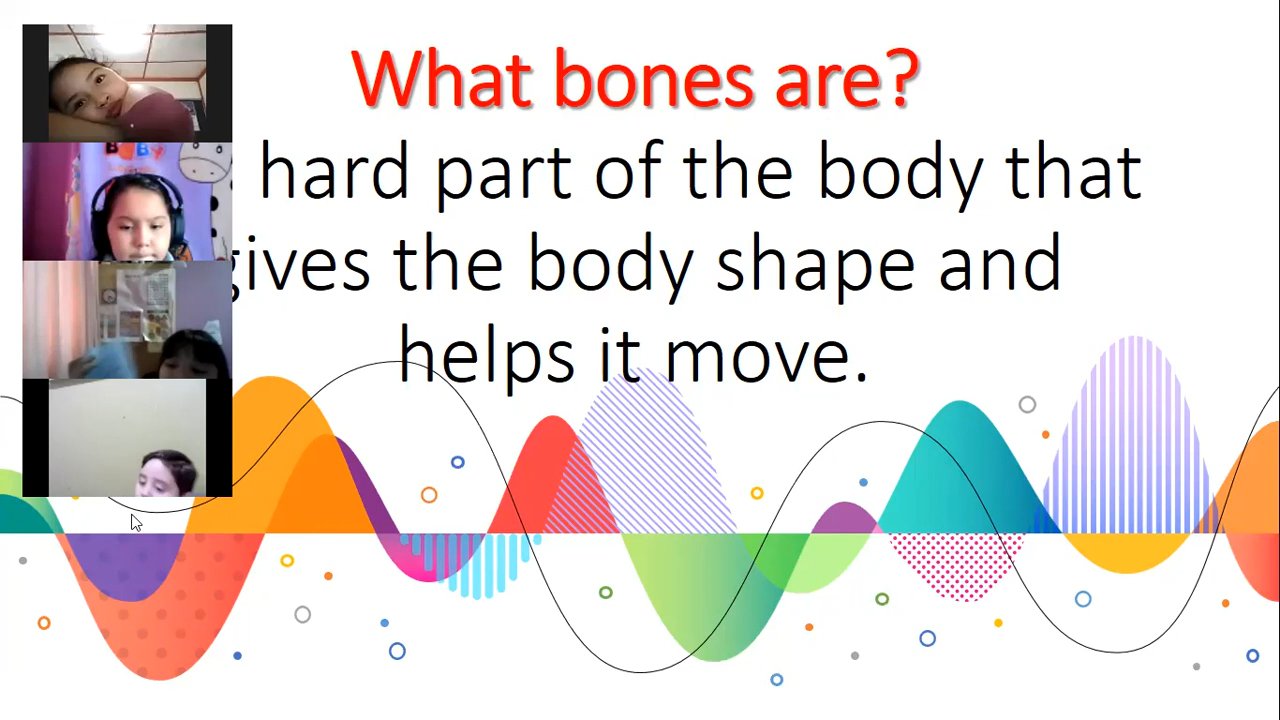 What bones are?
hard part of the body that
gives the body shape and
helps it move.